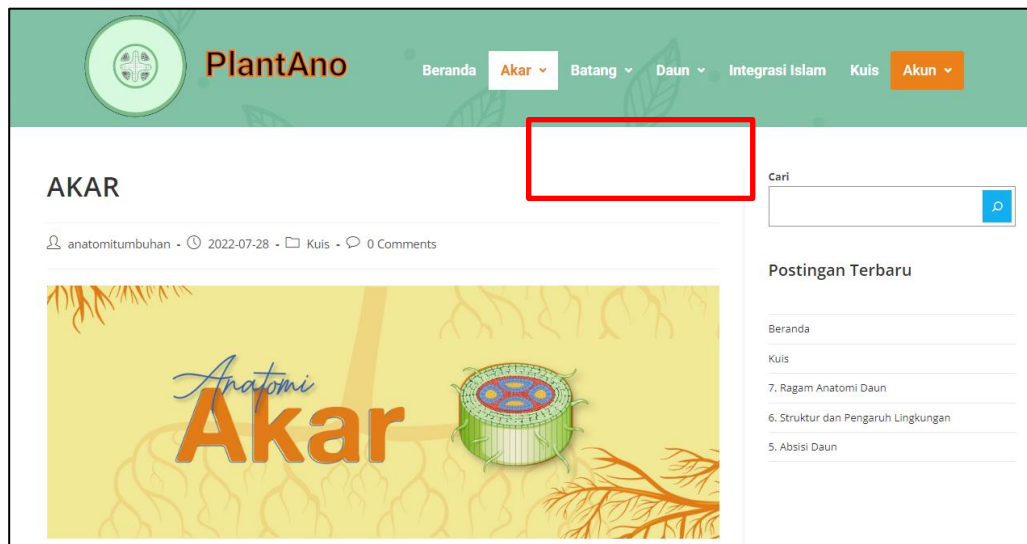 PlantAno
Beranda Akar Batang Daun Integrasi Islam Kuis Akun
AKAR
anatomitumbuhan - 2022-07-28 - Kuis - 0 Comments
Anatomi
Akar
Cari
Postingan Terbaru
Beranda
Kuis
7. Ragam Anatomi Daun
6. Struktur dan Pengaruh Lingkungan
5. Absisi Daun